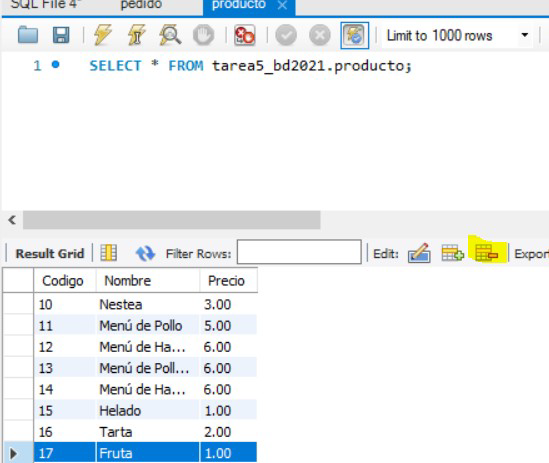 SQL File 4* pedido producto
Limit to 1000 rows
1 SELECT * FROM tarea5_bd2021.producto;
Result Grid Filter Rows: Edit: Export
Codigo Nombre Precio
10 Nestea 3.00
11 Menú de Pollo 5.00
12 Menú de Ha... 6.00
13 Menú de Poll... 6.00
14 Menú de Ha... 6.00
15 Helado 1.00
16 Tarta 2.00
17 Fruta 1.00